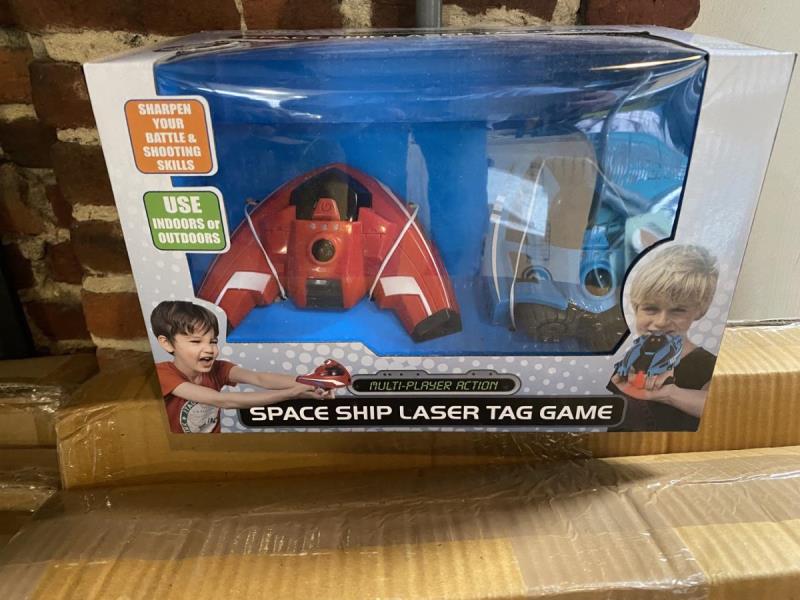 SHARPEN
YOUR
BATTLE &
SHOOTING
SKILLS
USE
INDOORS or
OUTDOORS
MULTI-PLAYER ACTION
SPACE SHIP LASER TAG GAME